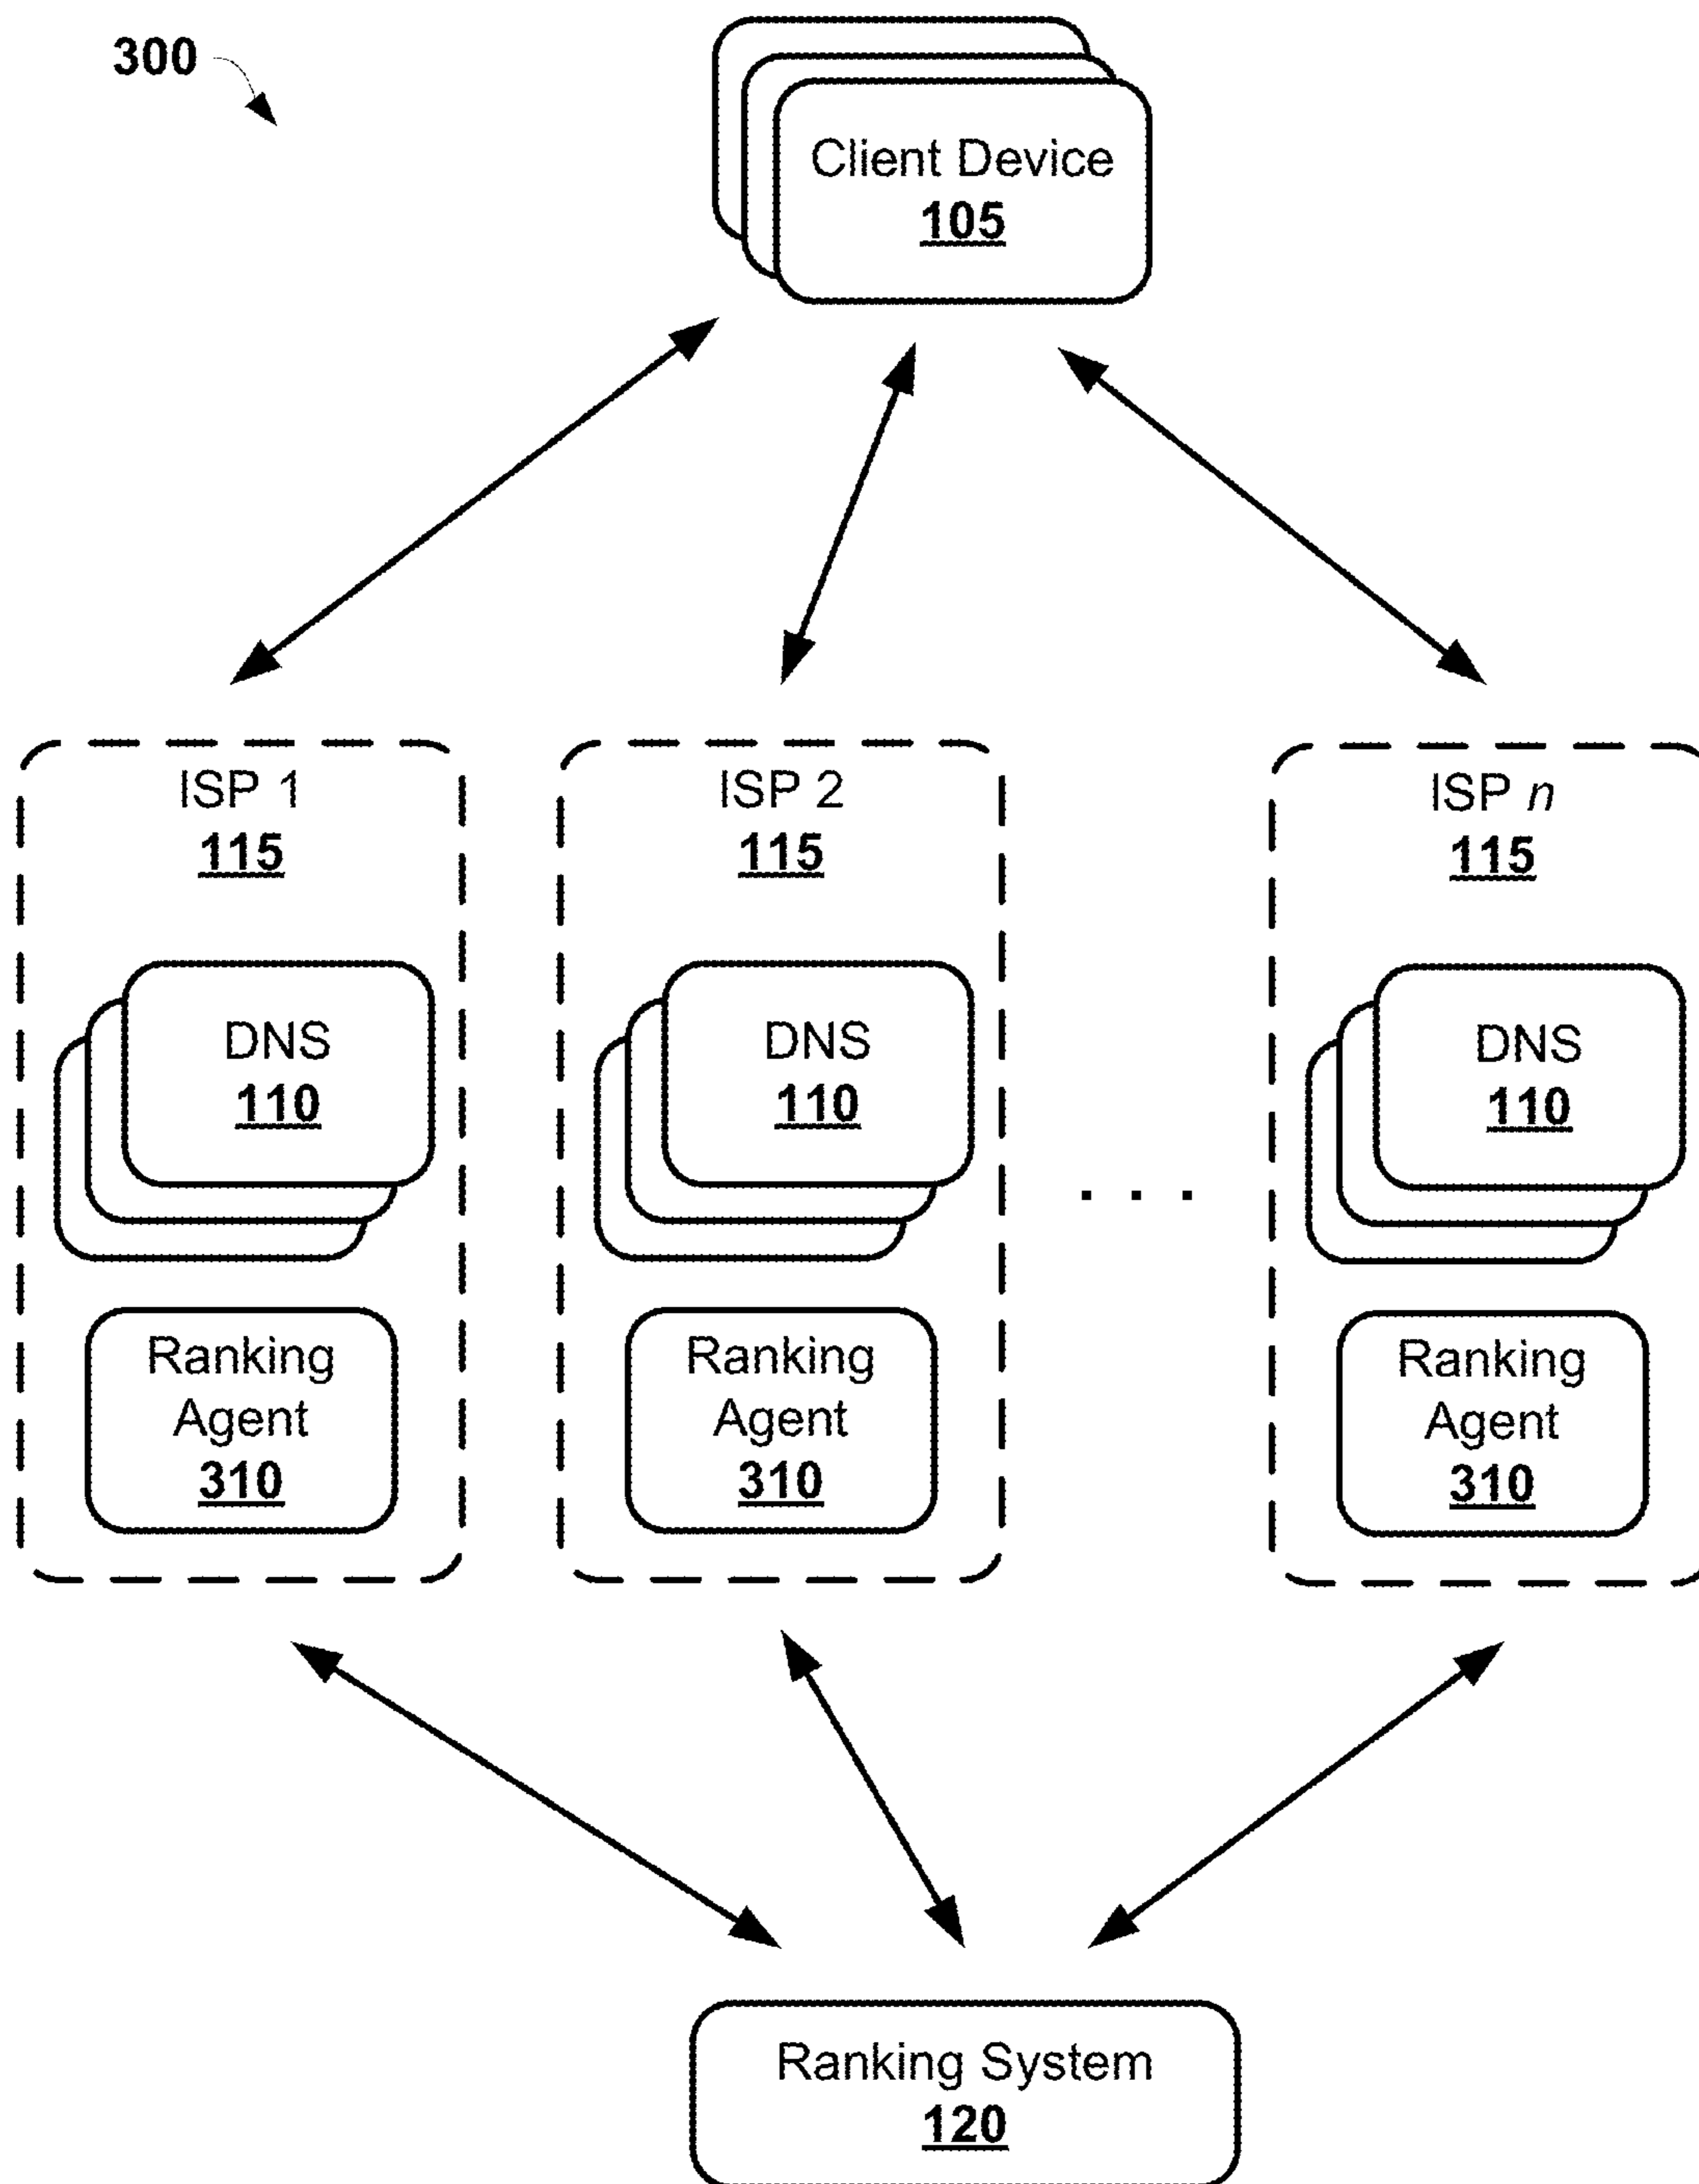 300
Client Device
105
ISP 1
115
ISP 2
115
ISP n
115
DNS
110
DNS
110
DNS
110
. . .
Ranking
Agent
310
Ranking
Agent
310
Ranking
Agent
310
Ranking System
120